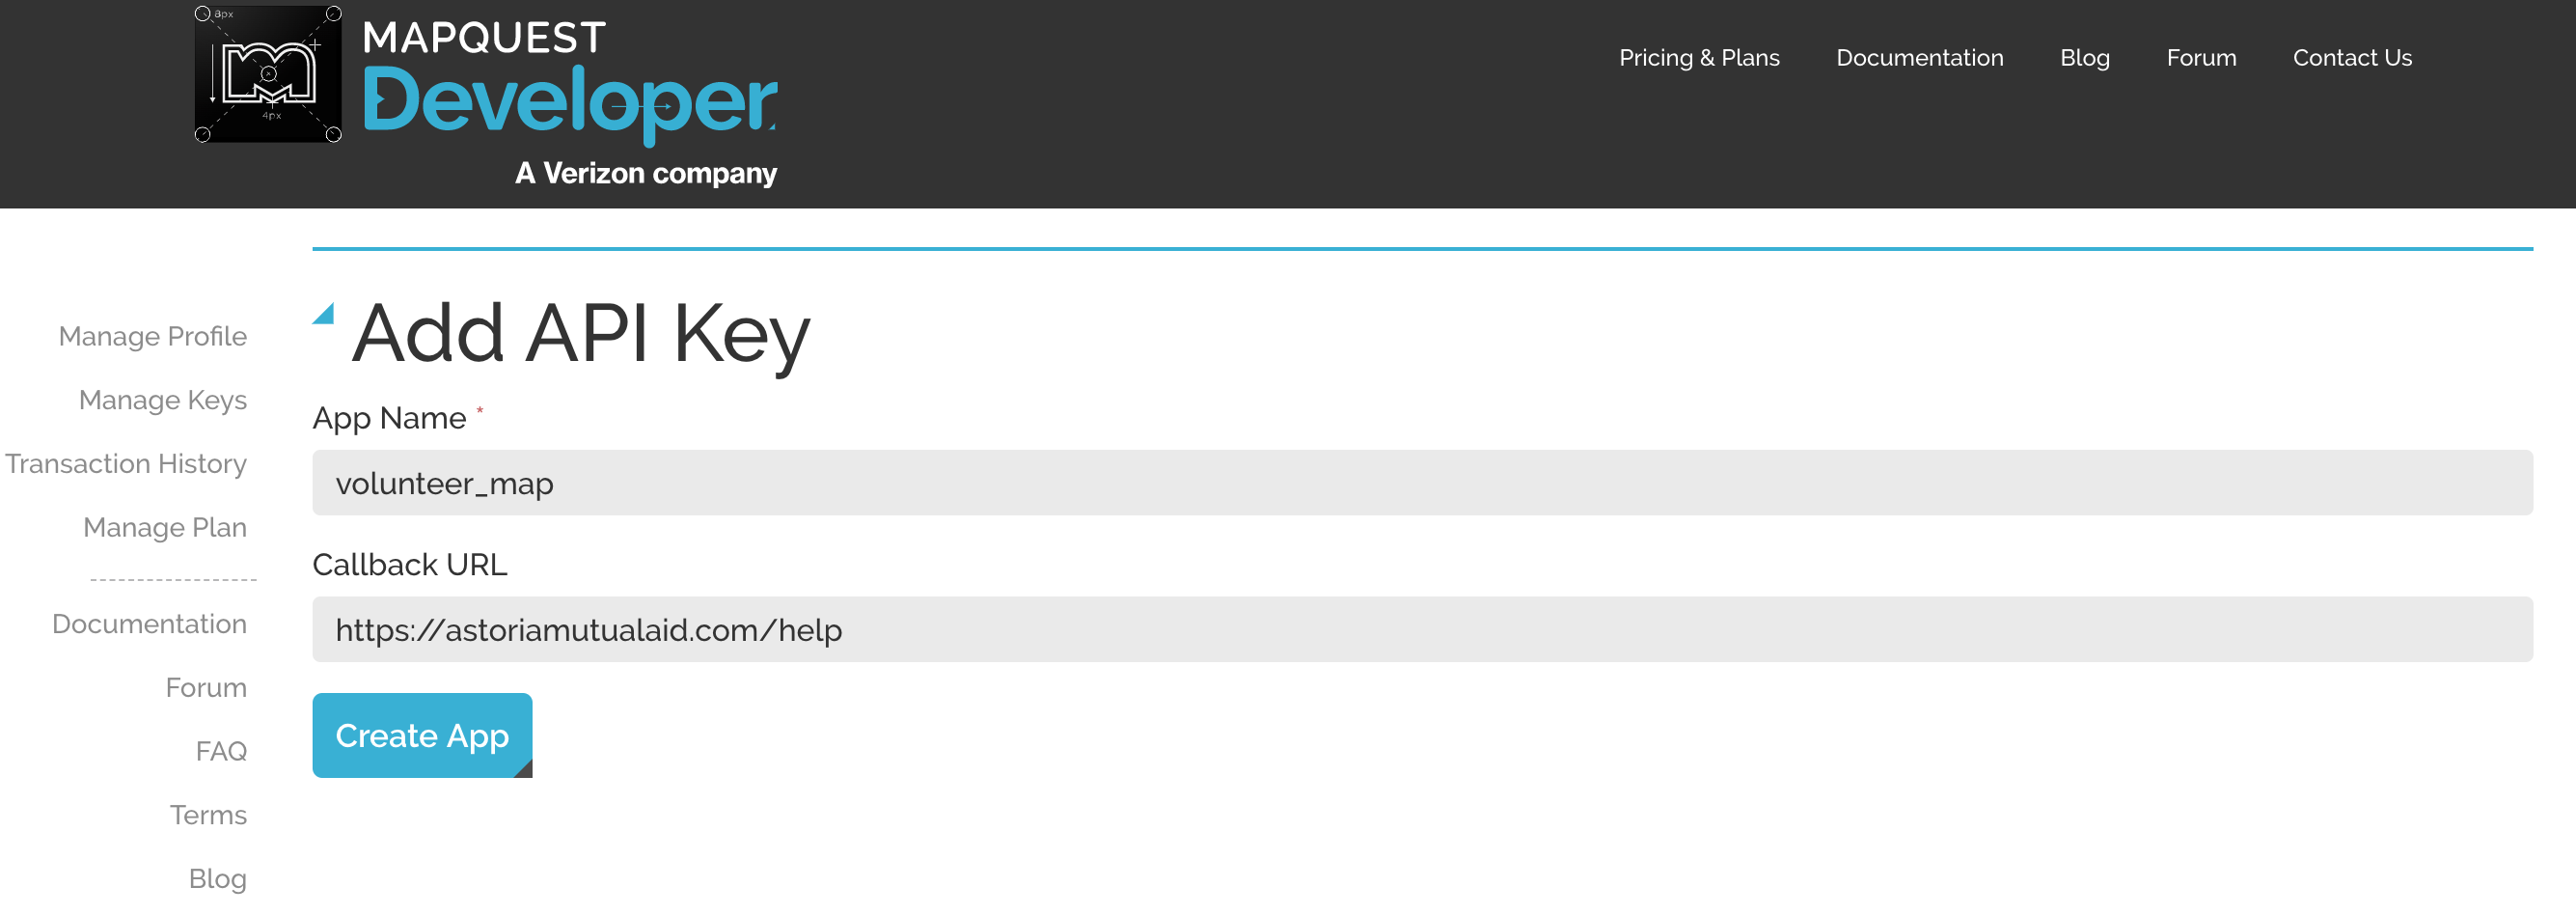 8px
4px
MAPQUEST
Developer
A Verizon company
Pricing & Plans Documentation Blog Forum Contact Us
Manage Profile
Manage Keys
Transaction History
Manage Plan
Documentation
Forum
FAQ
Terms
Blog
Add API Key
App Name *
volunteer_map
Callback URL
https://astoriamutualaid.com/help
Create App